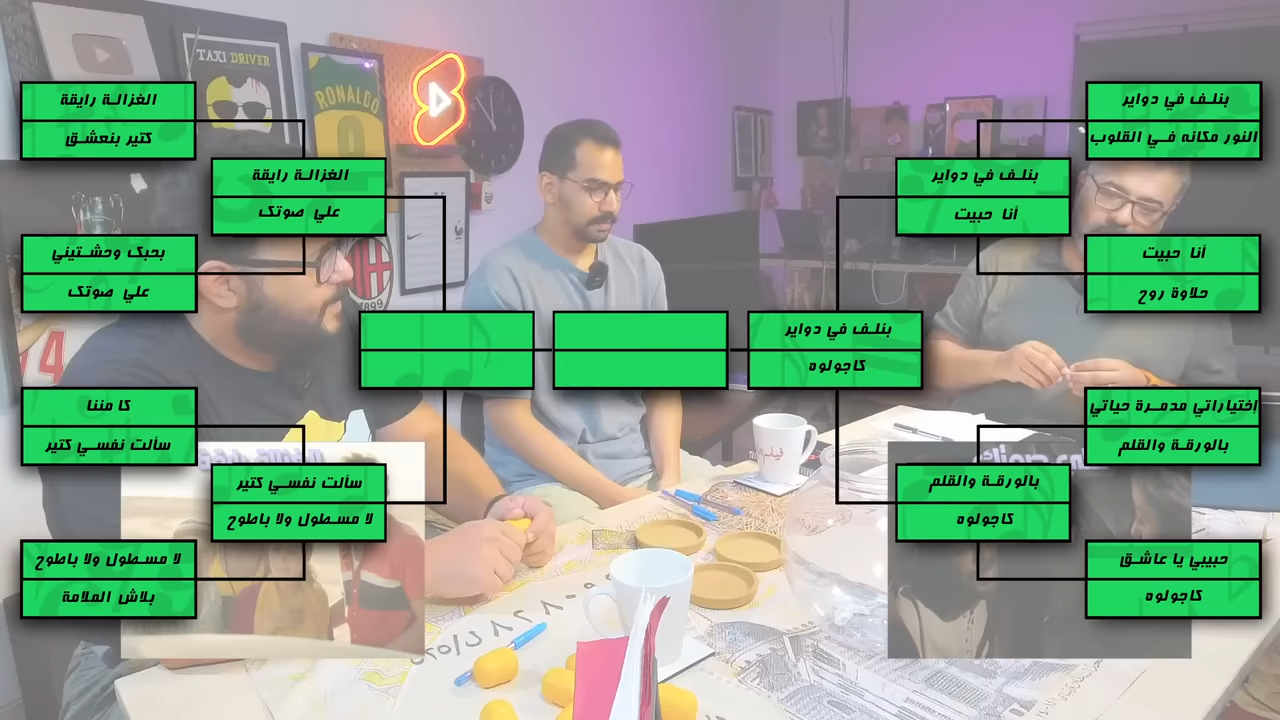 الغزالة رايقة
كتير بنعشق
الغزالة رايقة
علي صوتك
بحبك وحشتيني
علي صوتك
كا مننا
سألت نفسي كتير
سألت نفسي كتير
لا مسطول ولا باطوح
لا مسطول ولا باطوح
بلاش الملامة
بنلف في دواير
النور مكانه في القلوب
بنلف في دواير
أنا حبيت
أنا حبيت
حلاوة روح
بنلف في دواير
كاجولوه
إختياراتي مدمرة حياتي
بالورقة والقلم
بالورقة والقلم
كاجولوه
حبيبي يا عاشق
كاجولوه
TAXI DRIVER
RONALDO
1899
14